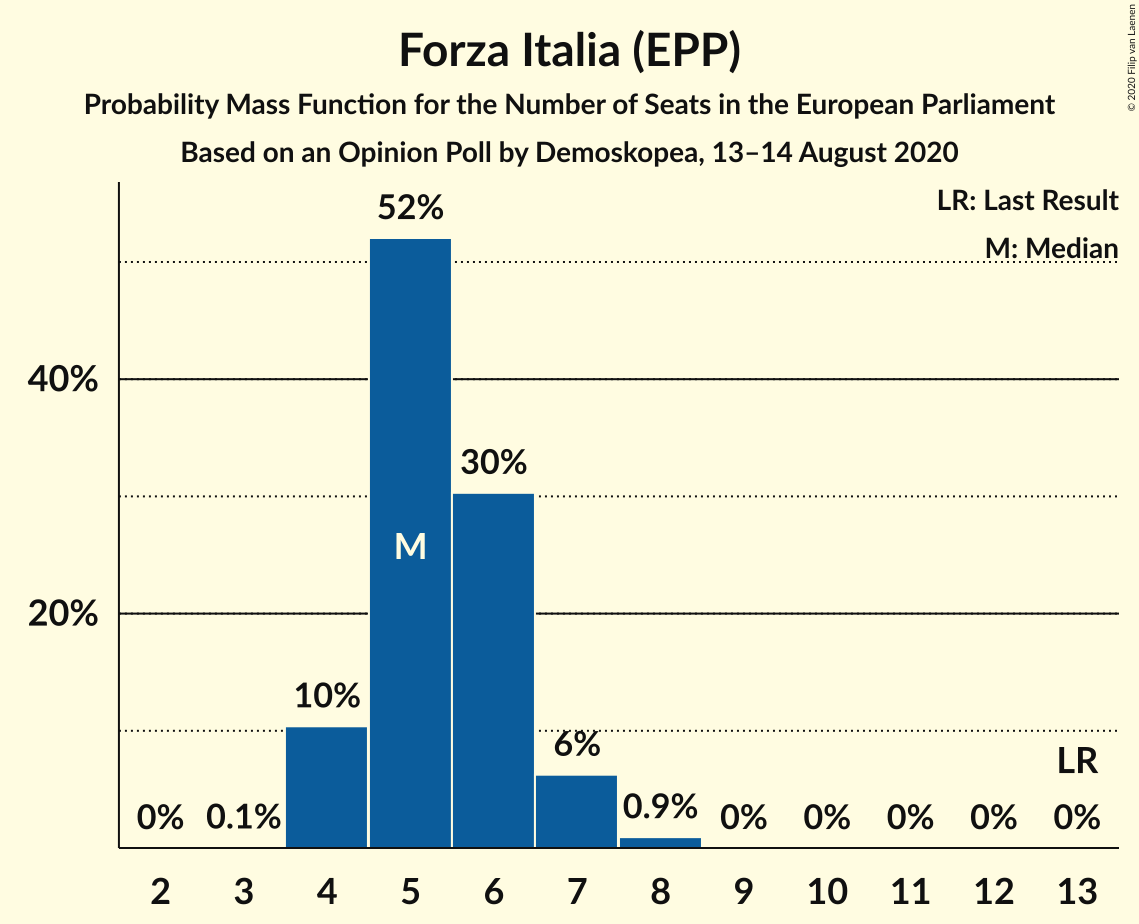 Forza Italia (EPP)
Probability Mass Function for the Number of Seats in the European Parliament
Based on an Opinion Poll by Demoskopea, 13–14 August 2020
© 2020 Filip van Laenen
LR: Last Result
M: Median
52%
40%
30%
M
20%
10%
6%
LR
0% 0.1% 0.9% 0% 0% 0% 0% 0%
2 3 4 5 6 7 8 9 10 11 12 13